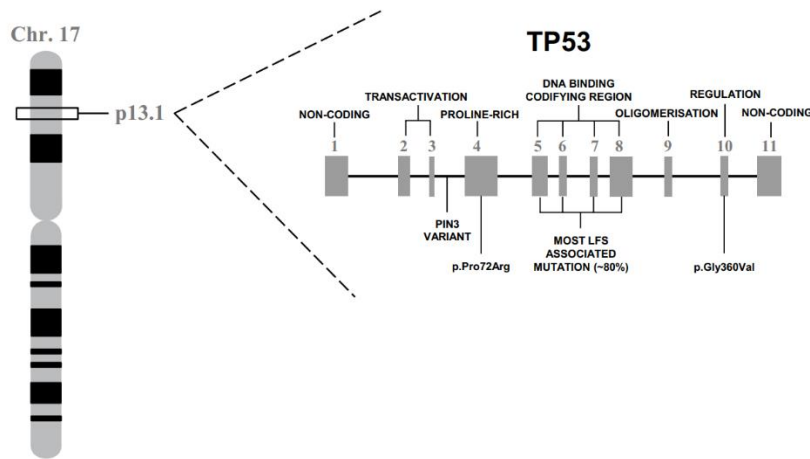 Chr. 17
p13.1
TP53
DNA BINDING
CODIFYING REGION
REGULATION
TRANSACTIVATION
NON-CODING
PROLINE-RICH
OLIGOMERISATION
NON-CODING
1 2 3 4 5 6 7 8 9 10 11
PIN3
VARIANT
MOST LFS
ASSOCIATED
MUTATION (~80%)
p.Pro72Arg
p.Gly360Val